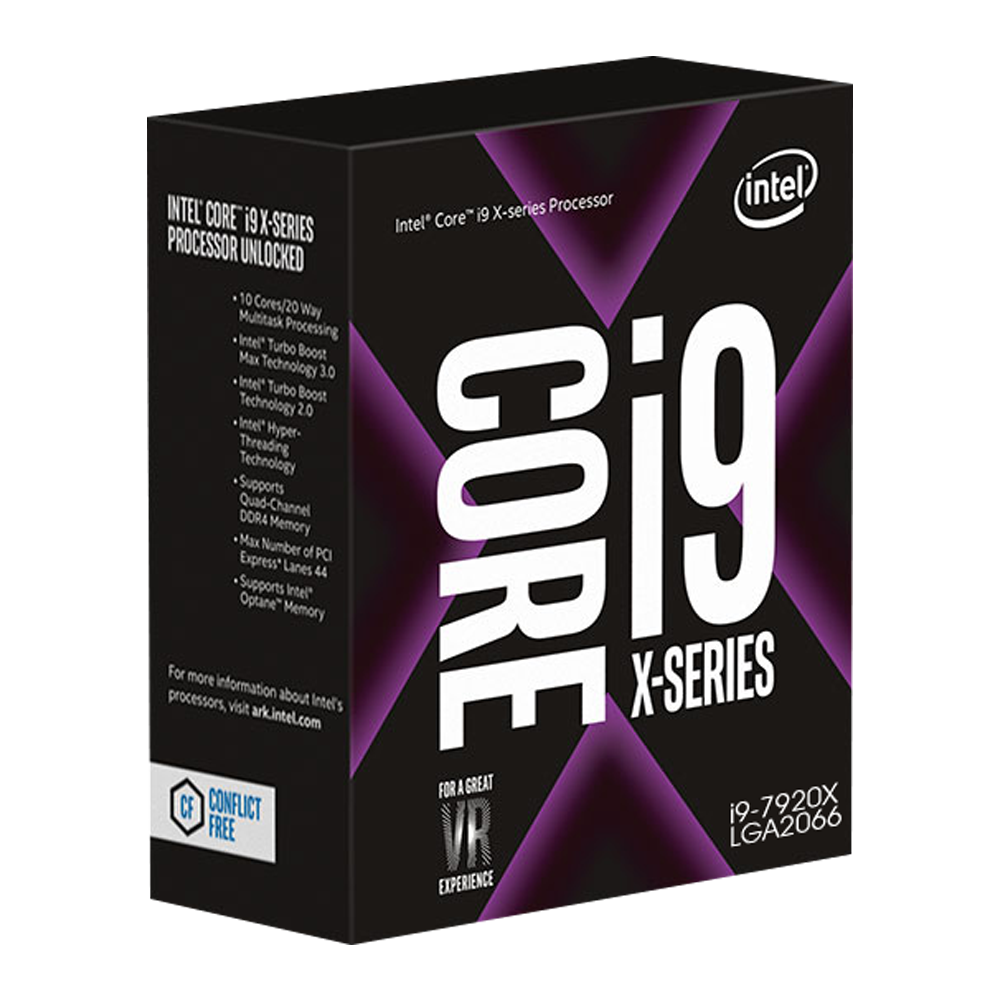 INTEL® CORE™ i9 X-SERIES
PROCESSOR UNLOCKED
• 10 Cores/20 Way
Multitask Processing
• Intel® Turbo Boost
Max Technology 3.0
• Intel® Turbo Boost
Technology 2.0
• Intel® Hyper-
Threading
Technology
• Supports
Quad-Channel
DDR4 Memory
• Max Number of PCI
Express® Lanes 44
• Supports Intel®
Optane™ Memory
For more information about Intel's
processors, visit ark.intel.com
CF
CONFLICT
FREE
Intel® Core™ i9 X-series Processor
intel
CORE
i9
X-SERIES
FOR A GREAT
VR
EXPERIENCE
i9-7920X
LGA2066